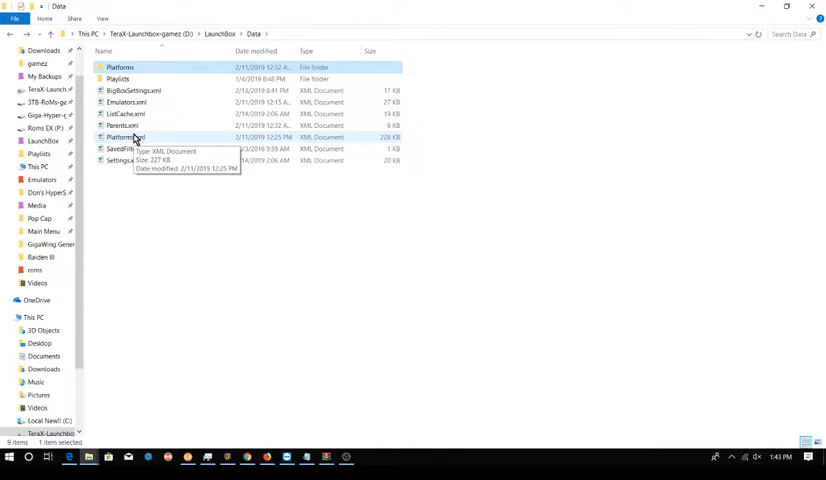 Data
File
Home
Share
View
This PC > TeraX-Launchbox-gamez (D:) > LaunchBox > Data
Search Data
Name
Date modified
Type
Size
Downloads
gamez
My Backups
TeraX-Launchb
3TB-RoMs-ga
Giga-Hyper-g
Roms EX (P:)
LaunchBox
Playlists
This PC
Emulators
Don's HyperS
Media
Pop Cap
Main Menu
GigaWing Gener
Raiden III
roms
Videos
OneDrive
This PC
3D Objects
Desktop
Documents
Downloads
Music
Pictures
Videos
Local New!! (C:)
TeraX-Launchbox
Platforms 2/11/2019 12:32 A... File folder
Playlists 1/4/2019 8:48 PM File folder
BigBoxSettings.xml 2/13/2019 8:41 PM XML Document 17 KB
Emulators.xml 2/11/2019 12:15 A... XML Document 27 KB
ListCache.xml 2/14/2019 2:06 AM XML Document 19 KB
Parents.xml 2/11/2019 12:32 A... XML Document 6 KB
Platforms.xml 2/11/2019 12:25 PM XML Document 228 KB
SavedFilt /3/2016 9:59 AM XML Document 1 KB
Settings.x /14/2019 2:06 AM XML Document 20 KB
Type: XML Document
Size: 227 KB
Date modified: 2/11/2019 12:25 PM
9 items 1 item selected
1:43 PM